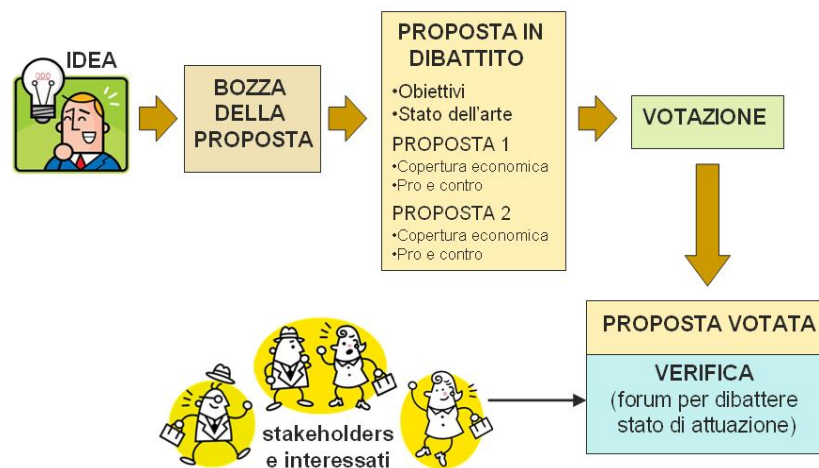 IDEA
BOZZA
DELLA
PROPOSTA
PROPOSTA IN
DIBATTITO
•Obiettivi
•Stato dell'arte
PROPOSTA 1
•Copertura economica
•Pro e contro
PROPOSTA 2
•Copertura economica
•Pro e contro
VOTAZIONE
PROPOSTA VOTATA
VERIFICA
(forum per dibattere
stato di attuazione)
stakeholders
e interessati